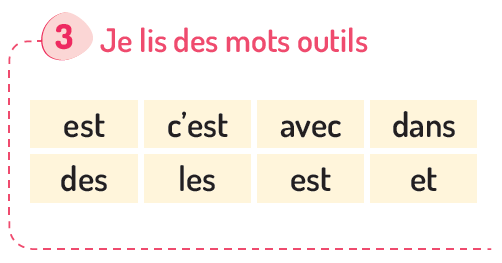 3 Je lis des mots outils
est c'est avec dans
des les est et